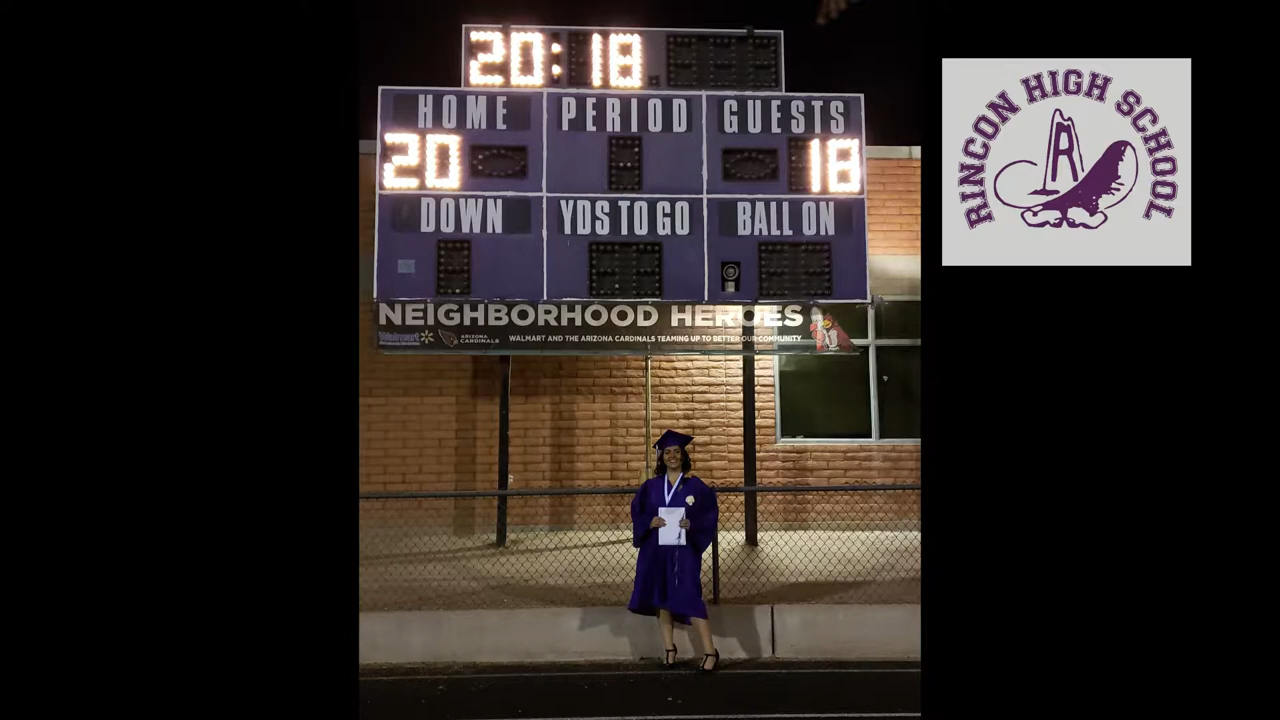 20:18
HOME PERIOD GUESTS
20 18
DOWN YDS TO GO BALL ON
NEIGHBORHOOD HEROES
Walmart ARIZONA CARDINALS WALMART AND THE ARIZONA CARDINALS TEAMING UP TO BETTER OUR COMMUNITY
RINCON HIGH SCHOOL
R